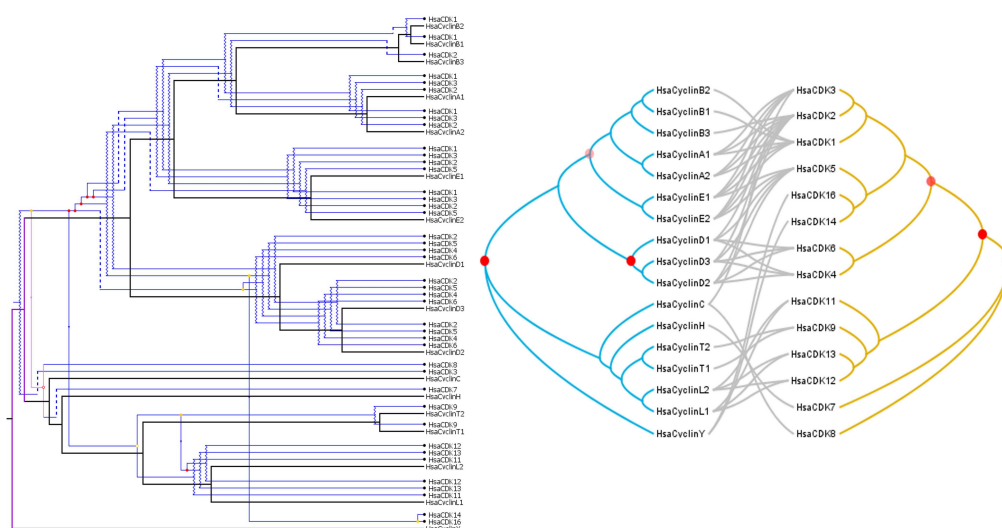 HsaCDK1
HsaCyclinB2
HsaCDK1
HsaCyclinB1
HsaCDK2
HsaCyclinB3
HsaCDK1
HsaCDK3
HsaCDK2
HsaCyclinA1
HsaCDK1
HsaCDK3
HsaCDK2
HsaCyclinA2
HsaCDK1
HsaCDK3
HsaCDK2
HsaCDK5
HsaCyclinE1
HsaCDK1
HsaCDK3
HsaCDK2
HsaCDK5
HsaCyclinE2
HsaCDK2
HsaCDK5
HsaCDK4
HsaCDK6
HsaCyclinD1
HsaCDK2
HsaCDK5
HsaCDK4
HsaCDK6
HsaCyclinD3
HsaCDK2
HsaCDK5
HsaCDK4
HsaCDK6
HsaCyclinD2
HsaCDK8
HsaCDK3
HsaCyclinC
HsaCDK7
HsaCyclinH
HsaCDK9
HsaCyclinT2
HsaCDK9
HsaCyclinT1
HsaCDK12
HsaCDK13
HsaCDK11
HsaCyclinL2
HsaCDK12
HsaCDK13
HsaCDK11
HsaCyclinL1
HsaCDK14
HsaCDK16
HsaCyclinB2
HsaCyclinB1
HsaCyclinB3
HsaCyclinA1
HsaCyclinA2
HsaCyclinE1
HsaCyclinE2
HsaCyclinD1
HsaCyclinD3
HsaCyclinD2
HsaCyclinC
HsaCyclinH
HsaCyclinT2
HsaCyclinT1
HsaCyclinL2
HsaCyclinL1
HsaCyclinY
HsaCDK3
HsaCDK2
HsaCDK1
HsaCDK5
HsaCDK16
HsaCDK14
HsaCDK6
HsaCDK4
HsaCDK11
HsaCDK9
HsaCDK13
HsaCDK12
HsaCDK7
HsaCDK8